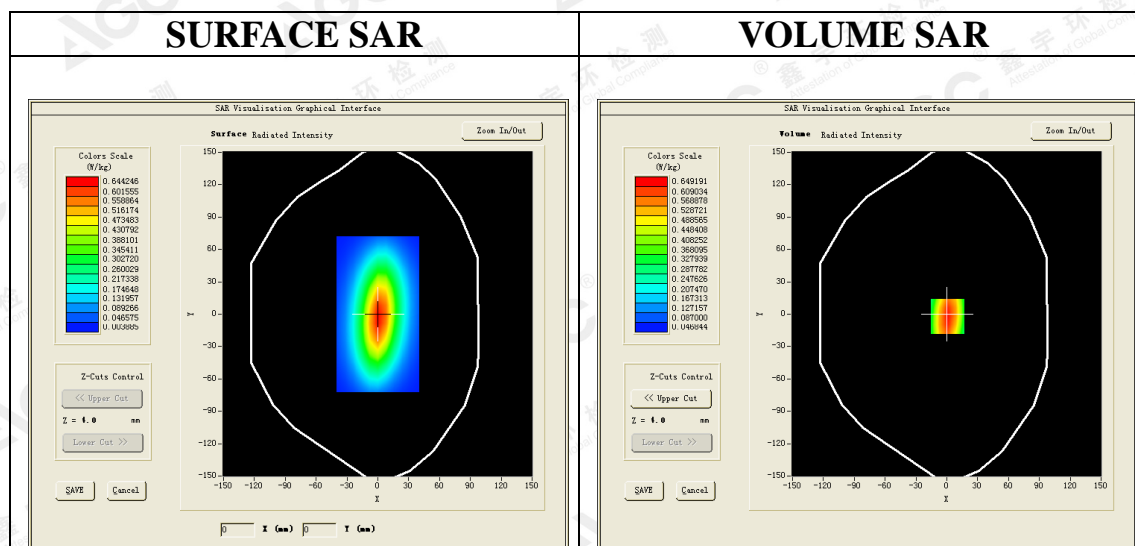 SURFACE SAR
VOLUME SAR
SAR Visualisation Graphical Interface
Surface Radiated Intensity
Zoom In/Out
Colors Scale
(W/kg)
0.644246
0.601555
0.558864
0.516174
0.473483
0.430792
0.388101
0.345411
0.302720
0.260029
0.217338
0.174648
0.131957
0.089266
0.046575
0.003885
Z-Cuts Control
<< Upper Cut
Z = 4.0 mm
Lower Cut >>
SAVE Cancel
150
120
90
60
30
0
-30
-60
-90
-120
-150
Y
-150 -120 -90 -60 -30 0 30 60 90 120 150
X
0 X (mm) 0 Y (mm)
SAR Visualisation Graphical Interface
Volume Radiated Intensity
Zoom In/Out
Colors Scale
(W/kg)
0.649191
0.609034
0.568878
0.528721
0.488565
0.448408
0.408252
0.368095
0.327939
0.287782
0.247626
0.207470
0.167313
0.127157
0.087000
0.046844
Z-Cuts Control
<< Upper Cut
Z = 4.0 mm
Lower Cut >>
SAVE Cancel
150
120
90
60
30
0
-30
-60
-90
-120
-150
Y
-150 -120 -90 -60 -30 0 30 60 90 120 150
X